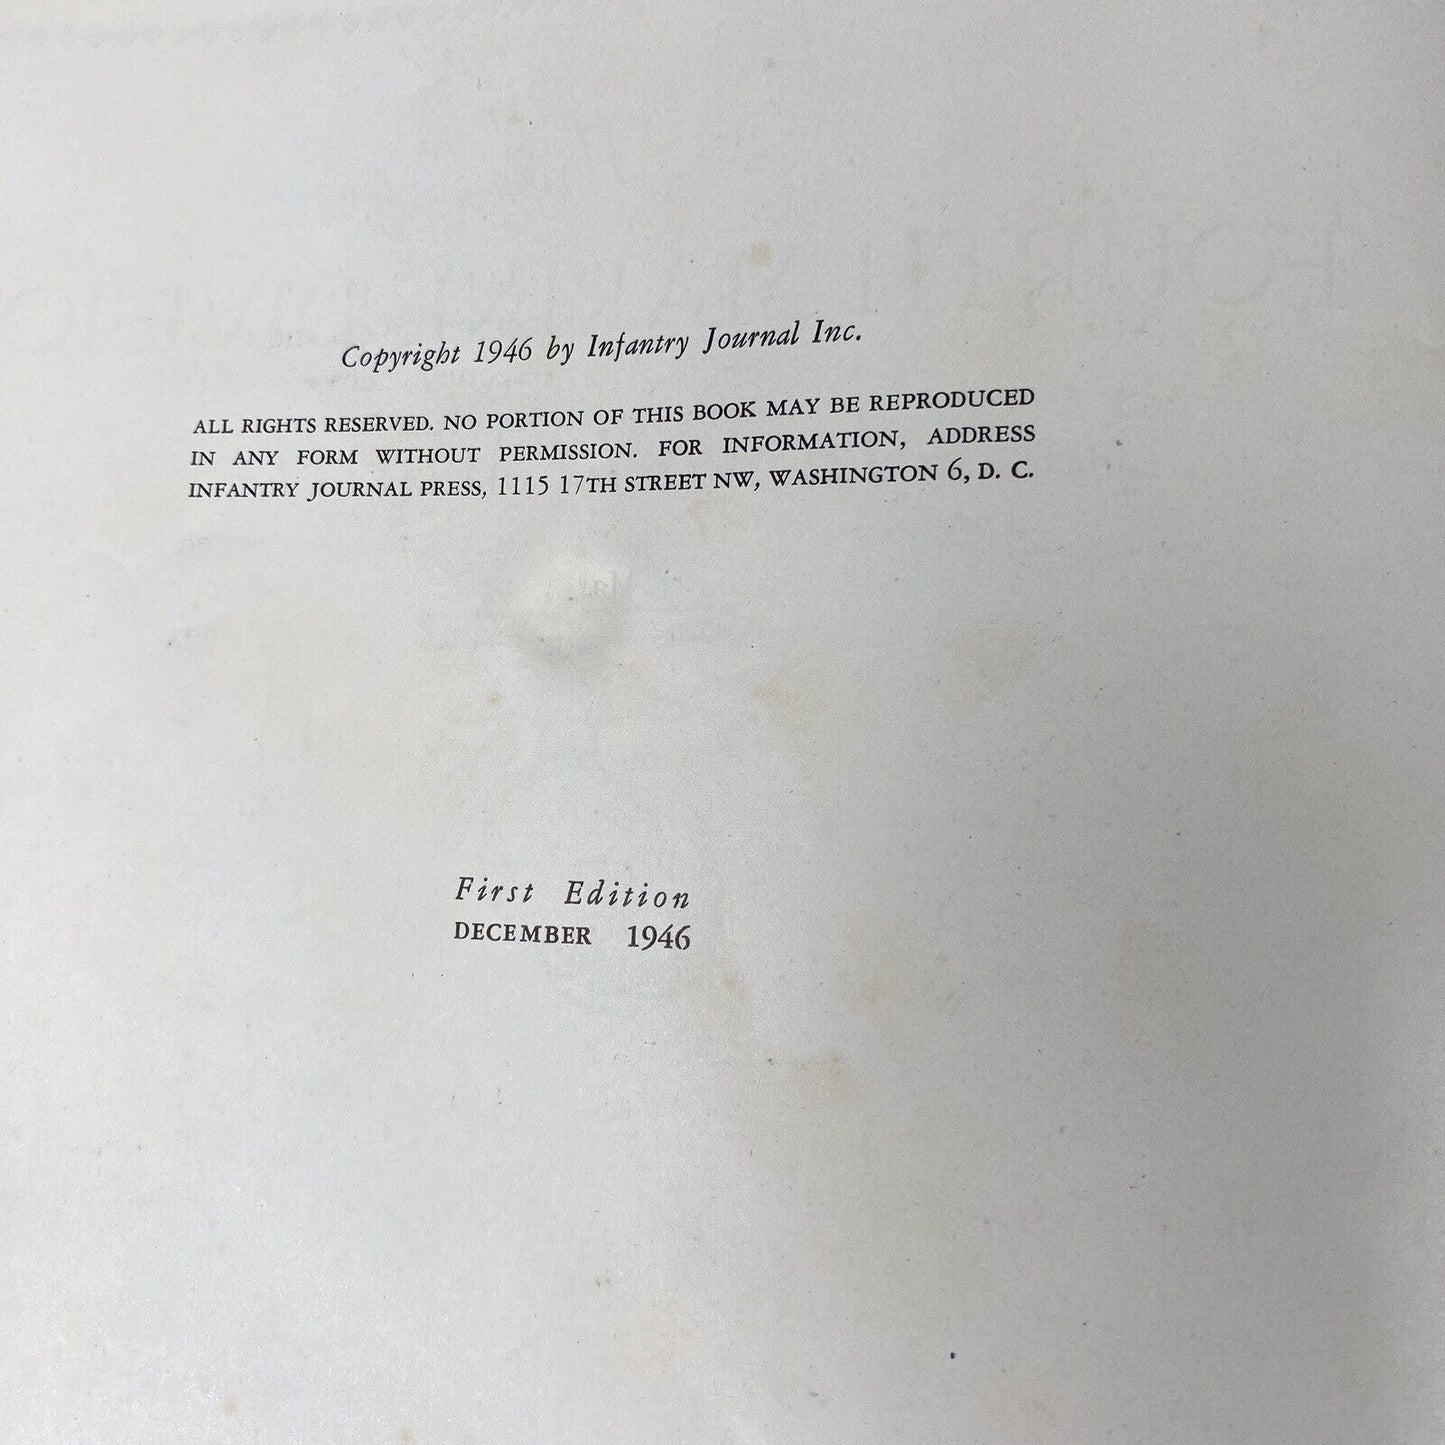 Copyright 1946 by Infantry Journal Inc.
ALL RIGHTS RESERVED. NO PORTION OF THIS BOOK MAY BE REPRODUCED
IN ANY FORM WITHOUT PERMISSION. FOR INFORMATION, ADDRESS
INFANTRY JOURNAL PRESS, 1115 17TH STREET NW, WASHINGTON 6, D. C.
First Edition
DECEMBER 1946